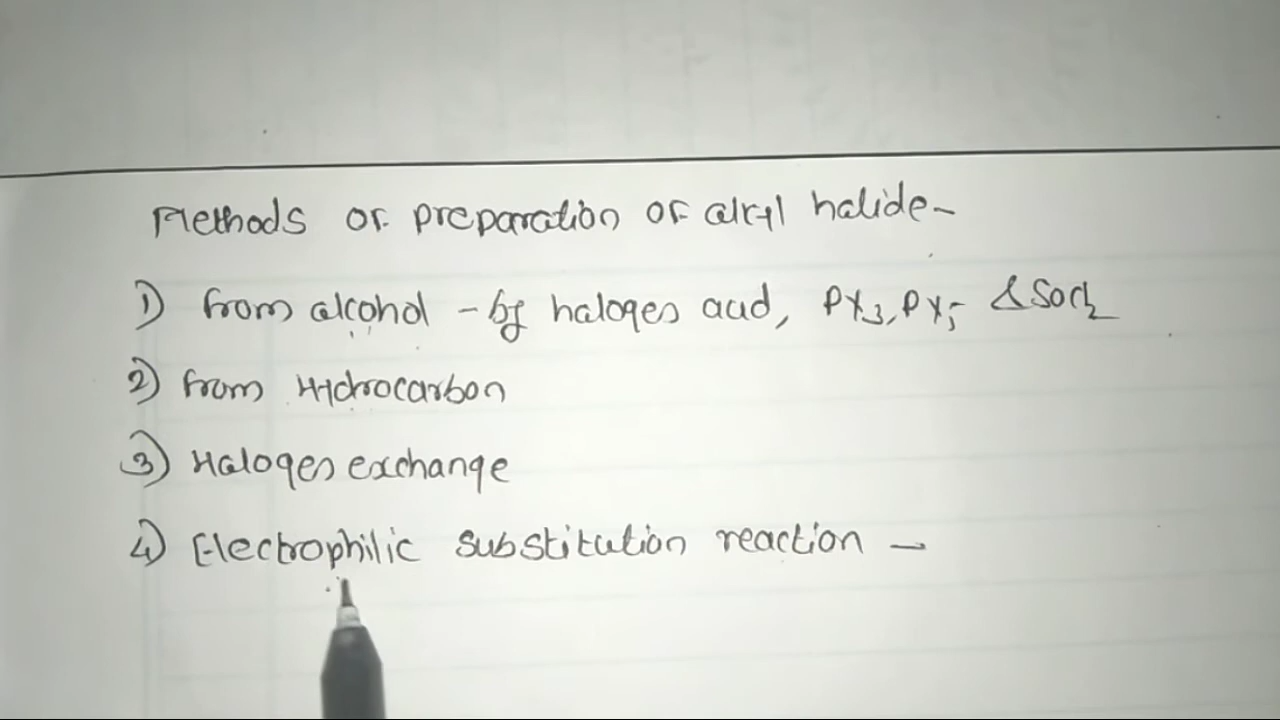 Methods of preparation of alkyl halide-
1) from alcohol - by halogen acid, PX3, PX5 & SOCl2
2) from Hydrocarbon
3) Halogen exchange
4) Electrophilic substitution reaction -